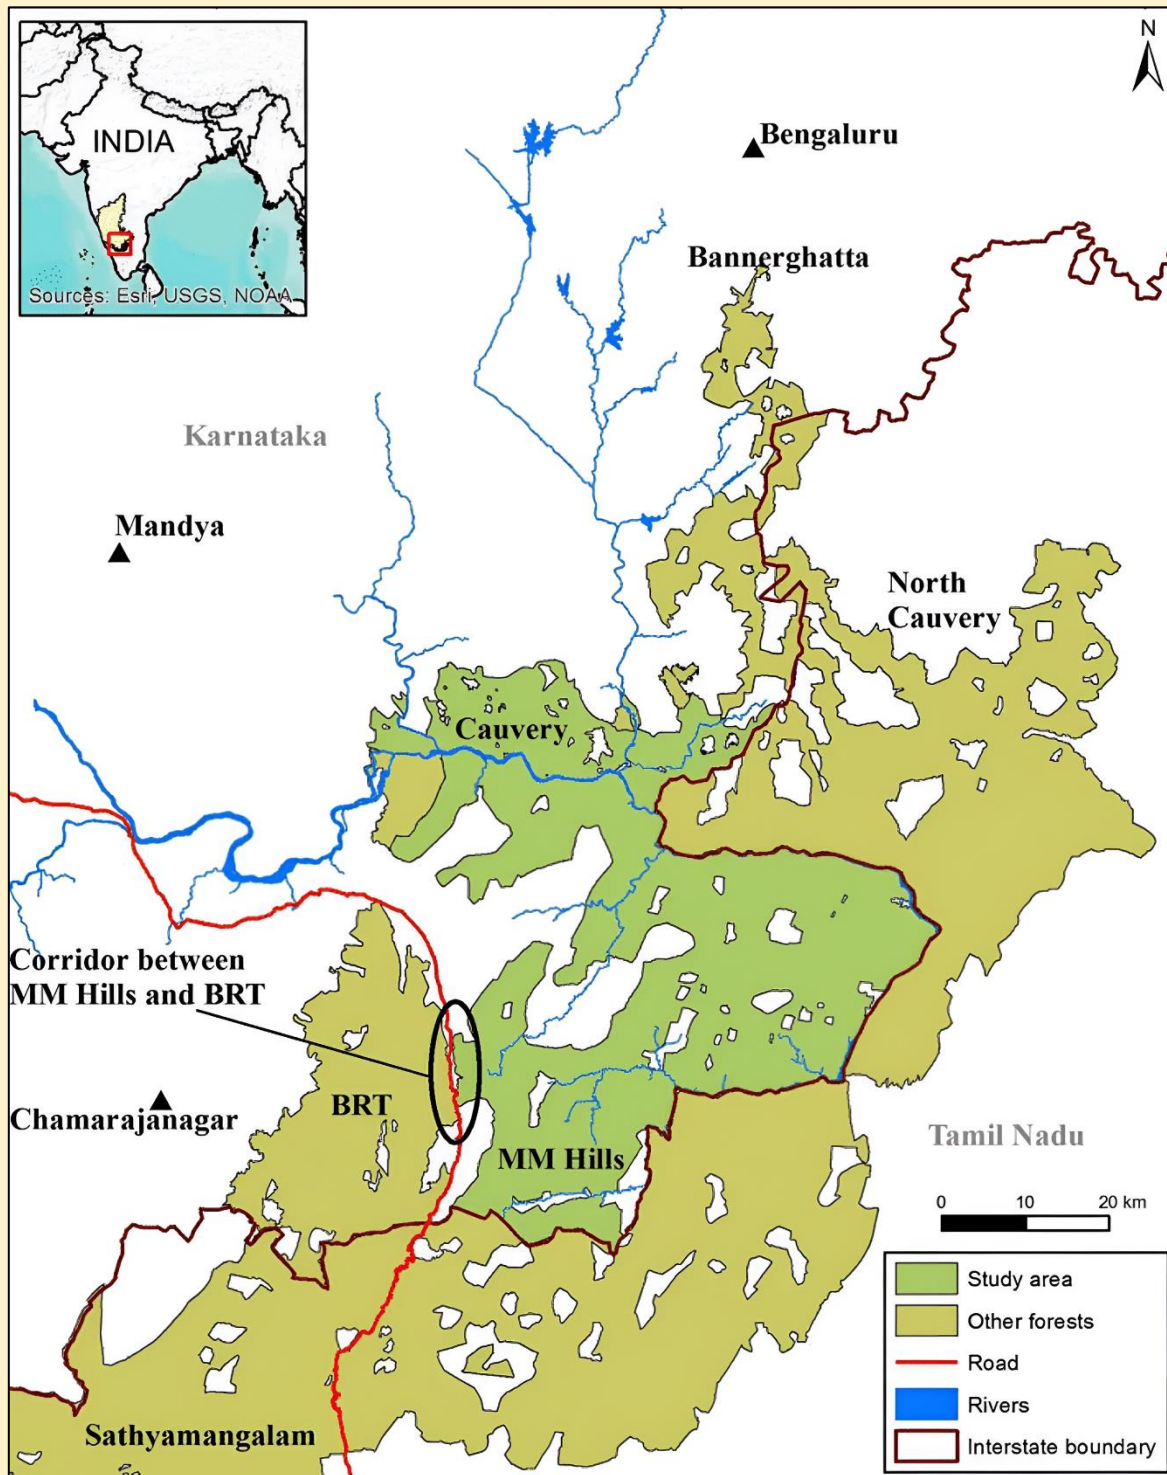 N
INDIA
Sources: Esri, USGS, NOAA
Bengaluru
Bannerghatta
Karnataka
Mandya
North
Cauvery
Cauvery
Corridor between
MM Hills and BRT
Chamarajanagar
BRT
MM Hills
Tamil Nadu
0 10 20 km
Sathyamangalam
Study area
Other forests
Road
Rivers
Interstate boundary